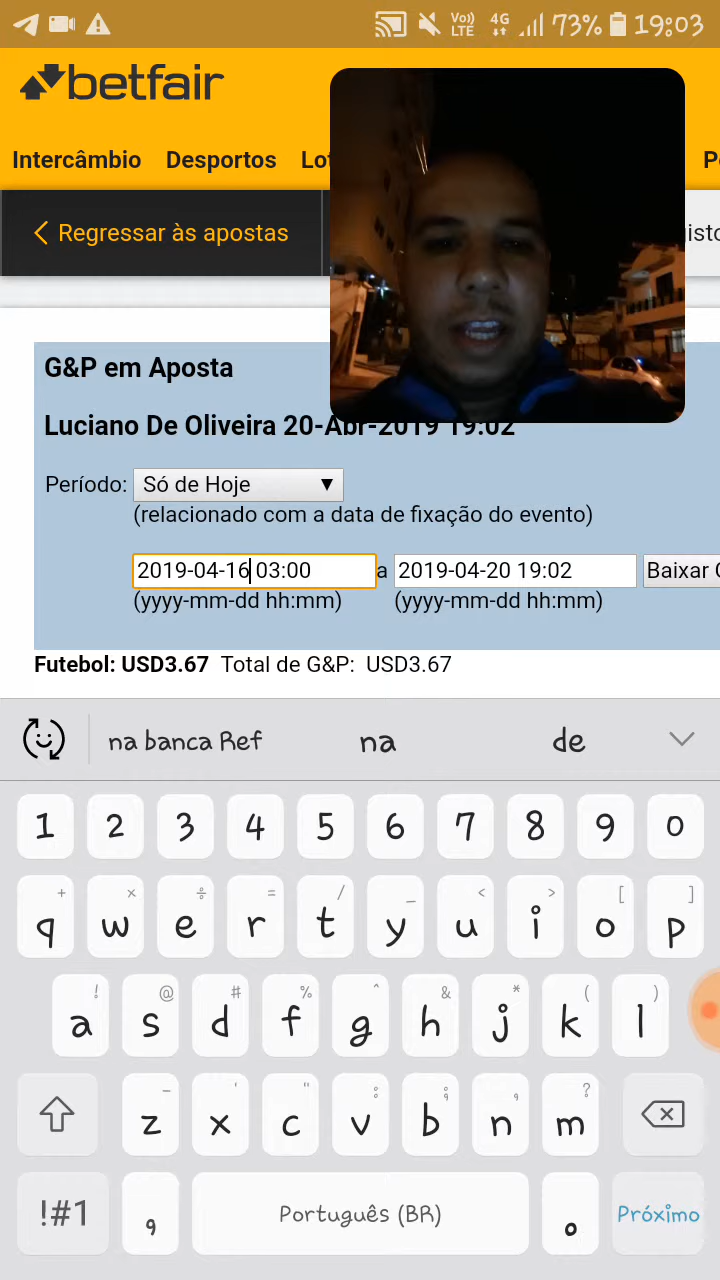 Vo))
LTE
4G
73%
19:03
betfair
Intercâmbio Desportos
Regressar às apostas
G&P em Aposta
Luciano De Oliveira 20-Abr-2019 19:02
Período: Só de Hoje ▼
(relacionado com a data de fixação do evento)
2019-04-16 03:00 a 2019-04-20 19:02 Baixar
(yyyy-mm-dd hh:mm) (yyyy-mm-dd hh:mm)
Futebol: USD3.67 Total de G&P: USD3.67
na banca Ref na de
1 2 3 4 5 6 7 8 9 0
+ × ÷ = / _ < > [ ]
q w e r t y u i o p
! @ # % ^ & * ( )
a s d f g h j k l
- ' " : ; , ?
z x c v b n m
!#1 , Português (BR) . Próximo